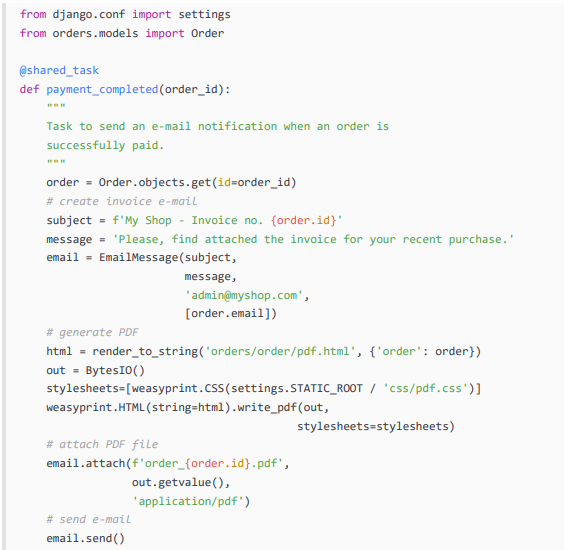 from django.conf import settings
from orders.models import Order

@shared_task
def payment_completed(order_id):
    """
    Task to send an e-mail notification when an order is
    successfully paid.
    """
    order = Order.objects.get(id=order_id)
    # create invoice e-mail
    subject = f'My Shop - Invoice no. {order.id}'
    message = 'Please, find attached the invoice for your recent purchase.'
    email = EmailMessage(subject,
                         message,
                         'admin@myshop.com',
                         [order.email])
    # generate PDF
    html = render_to_string('orders/order/pdf.html', {'order': order})
    out = BytesIO()
    stylesheets=[weasyprint.CSS(settings.STATIC_ROOT / 'css/pdf.css')]
    weasyprint.HTML(string=html).write_pdf(out,
                                          stylesheets=stylesheets)
    # attach PDF file
    email.attach(f'order_{order.id}.pdf',
                 out.getvalue(),
                 'application/pdf')
    # send e-mail
    email.send()